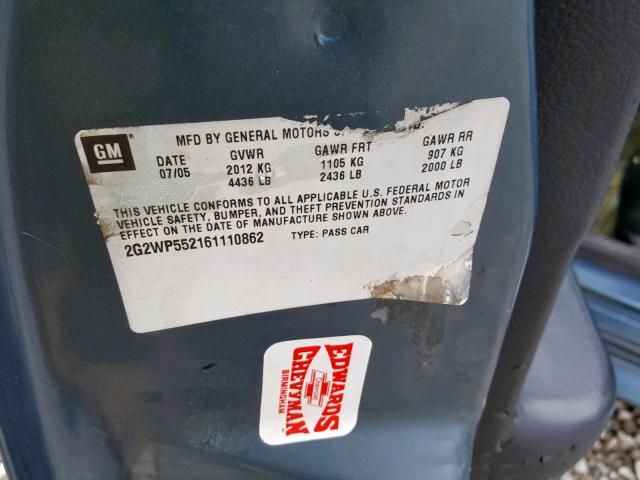 GM
MFD BY GENERAL MOTORS
DATE GVWR GAWR FRT GAWR RR
07/05 2012 KG 1105 KG 907 KG
4436 LB 2436 LB 2000 LB
THIS VEHICLE CONFORMS TO ALL APPLICABLE U.S. FEDERAL MOTOR
VEHICLE SAFETY, BUMPER, AND THEFT PREVENTION STANDARDS IN
EFFECT ON THE DATE OF MANUFACTURE SHOWN ABOVE.
2G2WP552161110862 TYPE: PASS CAR
EDWARDS
Chevrolet
CHEVYMAN
BIRMINGHAM